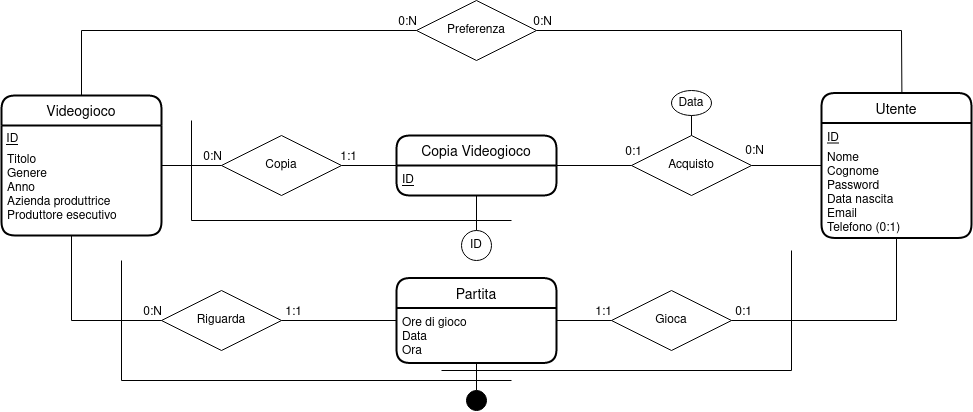 0:N
Preferenza
0:N
Videogioco
ID
Titolo
Genere
Anno
Azienda produttrice
Produttore esecutivo
0:N
Copia
1:1
Copia Videogioco
ID
ID
0:1
Data
Acquisto
0:N
Utente
ID
Nome
Cognome
Password
Data nascita
Email
Telefono (0:1)
0:N
Riguarda
1:1
Partita
Ore di gioco
Data
Ora
1:1
Gioca
0:1